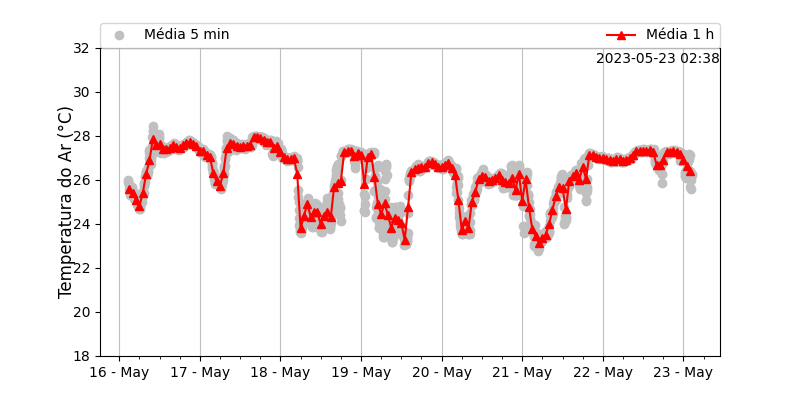 Média 5 min
Média 1 h
2023-05-23 02:38
Temperatura do Ar (°C)
32
30
28
26
24
22
20
18
16 - May
17 - May
18 - May
19 - May
20 - May
21 - May
22 - May
23 - May